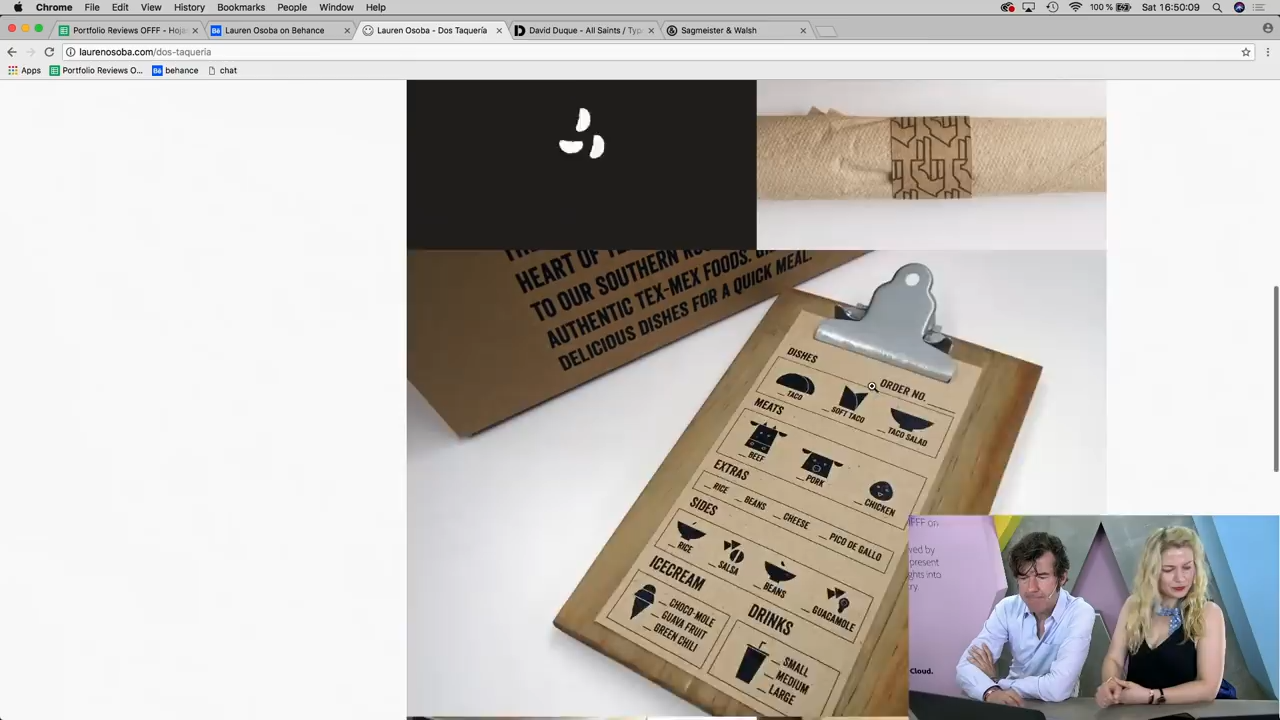 Chrome File Edit View History Bookmarks People Window Help 100 % Sat 16:50:09
Portfolio Reviews OFFF - Hoja Lauren Osoba on Behance Lauren Osoba - Dos Taquería David Duque - All Saints / Typ Sagmeister & Walsh
laurenosoba.com/dos-taqueria
Apps Portfolio Reviews O... behance chat
HEART OF
TO OUR SOUTHERN
AUTHENTIC TEX-MEX FOODS.
DELICIOUS DISHES FOR A QUICK MEAL.
DISHES
ORDER NO. ____
_ TACO
_ SOFT TACO
_ TACO SALAD
MEATS
_ BEEF
_ PORK
_ CHICKEN
EXTRAS
_ RICE _ BEANS _ CHEESE _ PICO DE GALLO
SIDES
_ RICE
_ SALSA
_ BEANS
_ GUACAMOLE
ICECREAM
_ CHOCO-MOLE
_ GUAVA FRUIT
_ GREEN CHILI
DRINKS
_ SMALL
_ MEDIUM
_ LARGE
OFFF on
ved by
present
ghts into
ry
Cloud.